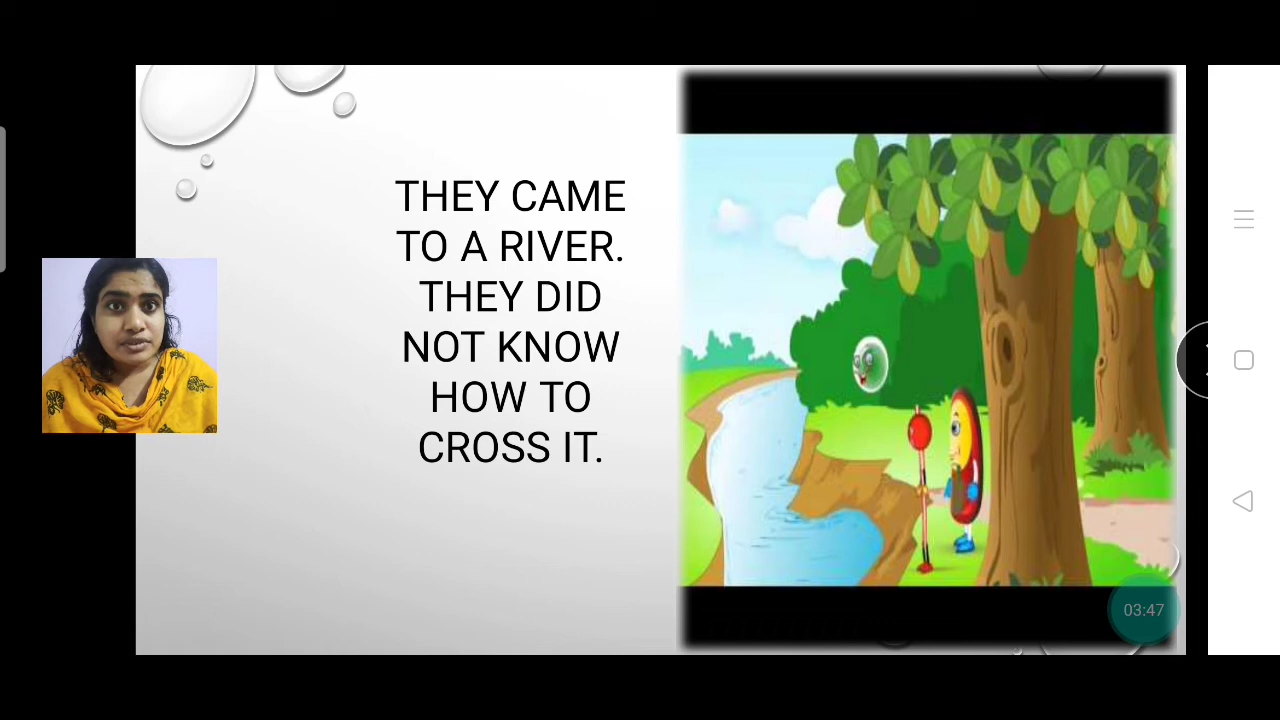 THEY CAME
TO A RIVER.
THEY DID
NOT KNOW
HOW TO
CROSS IT.
03:47